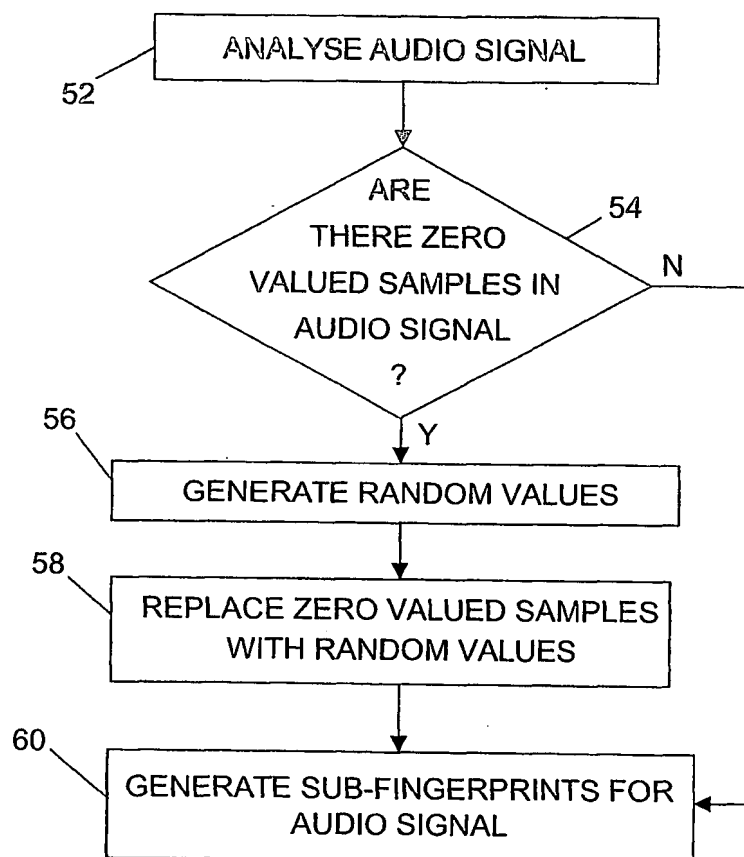 ANALYSE AUDIO SIGNAL
52
ARE
54
THERE ZERO
N
VALUED SAMPLES IN
AUDIO SIGNAL
?
56
Y
GENERATE RANDOM VALUES
58
REPLACE ZERO VALUED SAMPLES
WITH RANDOM VALUES
60
GENERATE SUB-FINGERPRINTS FOR
AUDIO SIGNAL